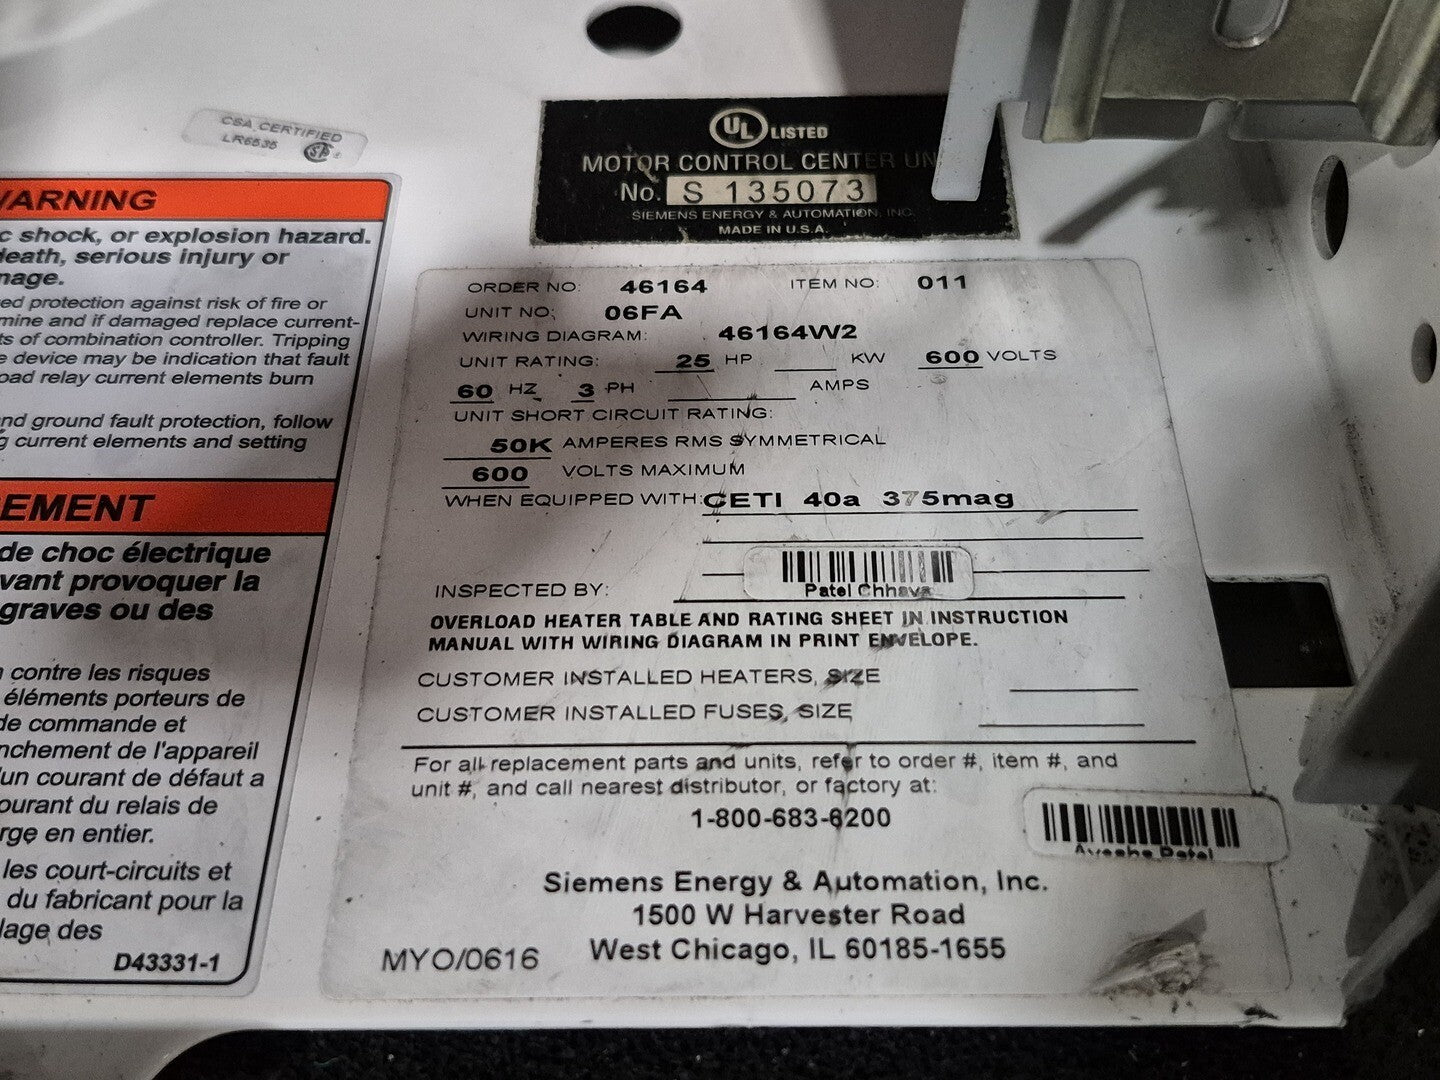 CSA CERTIFIED
LR6535
UL LISTED
MOTOR CONTROL CENTER UN
No. S 135073
SIEMENS ENERGY & AUTOMATION, INC.
MADE IN U.S.A.
WARNING
c shock, or explosion hazard.
death, serious injury or
mage.
ed protection against risk of fire or
mine and if damaged replace current-
ts of combination controller. Tripping
e device may be indication that fault
oad relay current elements burn
nd ground fault protection, follow
g current elements and setting
EMENT
de choc électrique
vant provoquer la
graves ou des
n contre les risques
éléments porteurs de
de commande et
nchement de l'appareil
'un courant de défaut a
ourant du relais de
rge en entier.
les court-circuits et
du fabricant pour la
lage des
D43331-1
ORDER NO: 46164 ITEM NO: 011
UNIT NO: 06FA
WIRING DIAGRAM: 46164W2
UNIT RATING: 25 HP KW 600 VOLTS
60 HZ 3 PH AMPS
UNIT SHORT CIRCUIT RATING:
50K AMPERES RMS SYMMETRICAL
600 VOLTS MAXIMUM
WHEN EQUIPPED WITH: CETI 40a 375mag
INSPECTED BY: Patel Chhaya
OVERLOAD HEATER TABLE AND RATING SHEET IN INSTRUCTION
MANUAL WITH WIRING DIAGRAM IN PRINT ENVELOPE.
CUSTOMER INSTALLED HEATERS, SIZE
CUSTOMER INSTALLED FUSES, SIZE
For all replacement parts and units, refer to order #, item #, and
unit #, and call nearest distributor, or factory at:
1-800-683-6200
Patel
Siemens Energy & Automation, Inc.
1500 W Harvester Road
West Chicago, IL 60185-1655
MYO/0616